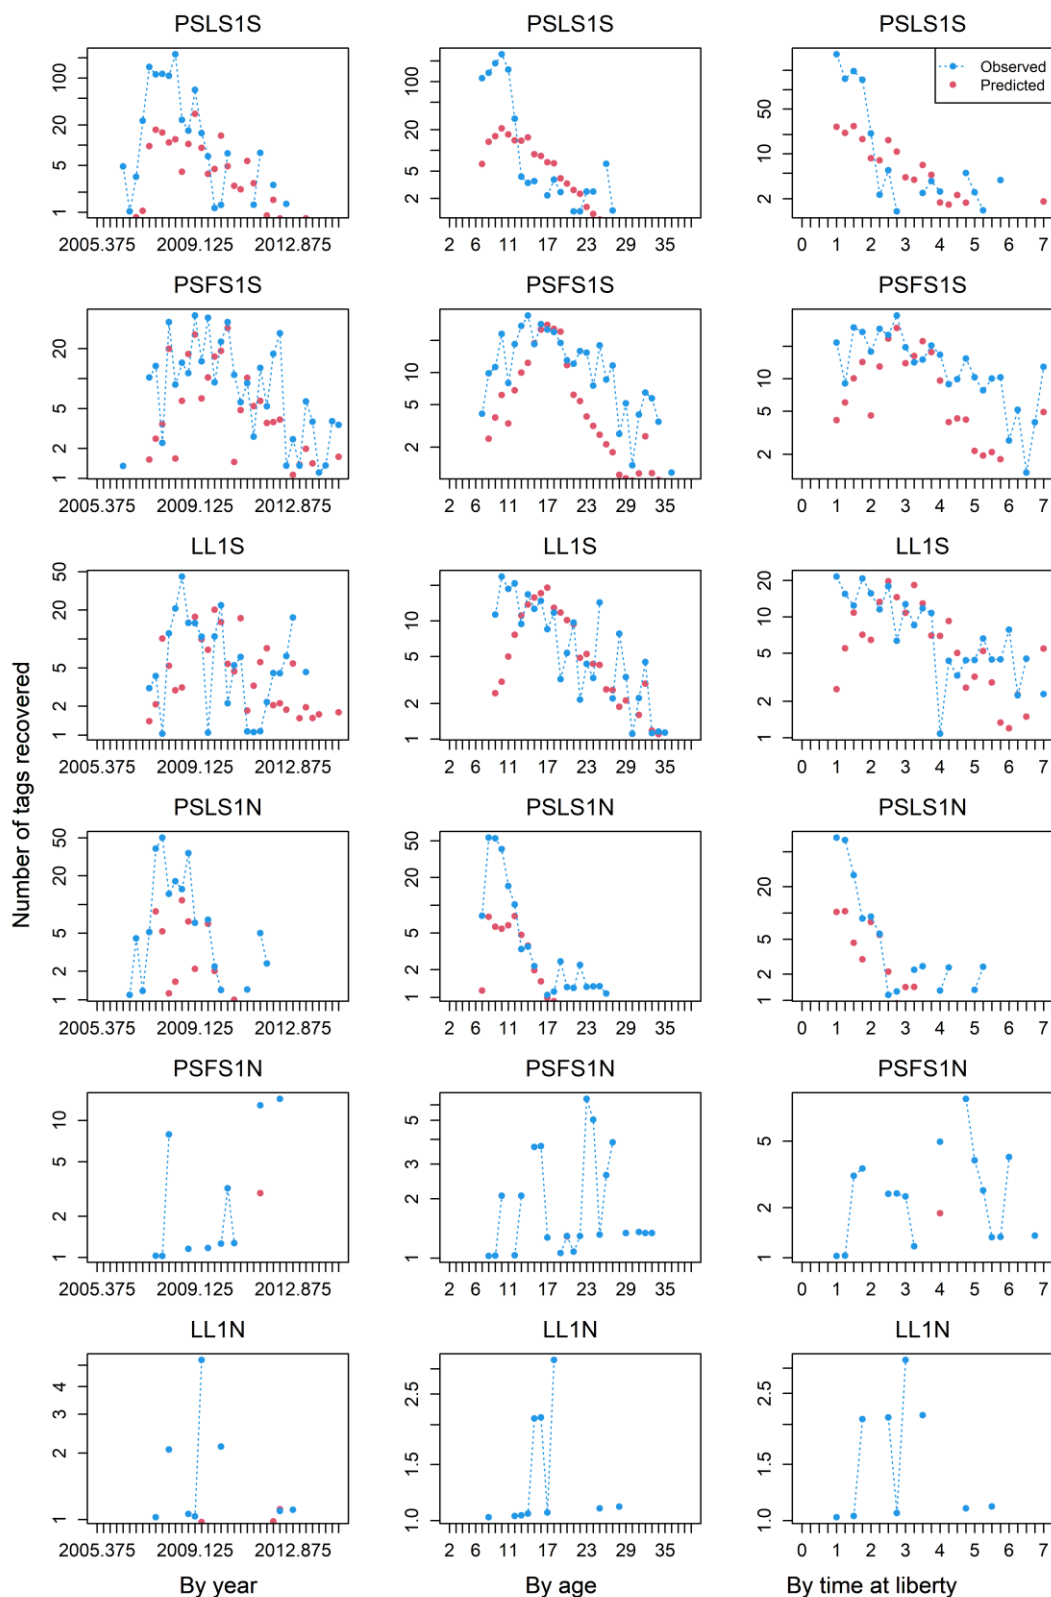 PSLS1S PSLS1S PSLS1S
100
20
5
1
2005.375 2009.125 2012.875
100
20
10
5
2
2 6 11 17 23 29 35
50
10
2
0 1 2 3 4 5 6 7
Observed
Predicted
PSFS1S PSFS1S PSFS1S
20
10
5
2
1
2005.375 2009.125 2012.875
20
10
5
2
2 6 11 17 23 29 35
10
5
2
0 1 2 3 4 5 6 7
LL1S LL1S LL1S
50
20
10
5
2
1
2005.375 2009.125 2012.875
10
5
2
1
2 6 11 17 23 29 35
20
10
5
2
1
0 1 2 3 4 5 6 7
Number of tags recovered
PSLS1N PSLS1N PSLS1N
50
20
5
2
1
2005.375 2009.125 2012.875
50
20
5
2
1
2 6 11 17 23 29 35
20
5
2
1
0 1 2 3 4 5 6 7
PSFS1N PSFS1N PSFS1N
10
5
2
1
2005.375 2009.125 2012.875
5
3
2
1
2 6 11 17 23 29 35
5
2
1
0 1 2 3 4 5 6 7
LL1N LL1N LL1N
4
3
2
1
2005.375 2009.125 2012.875
2.5
1.5
1.0
2 6 11 17 23 29 35
2.5
1.5
1.0
0 1 2 3 4 5 6 7
By year By age By time at liberty